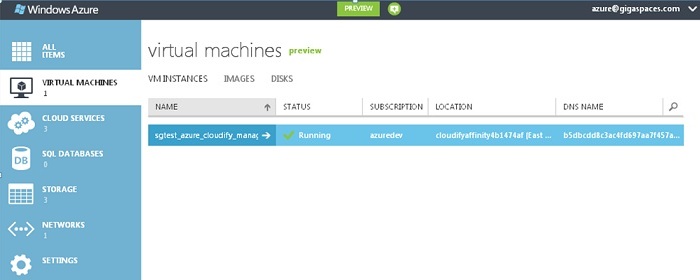 Windows Azure
PREVIEW
azure@gigaspaces.com
ALL ITEMS
VIRTUAL MACHINES
1
CLOUD SERVICES
3
SQL DATABASES
0
STORAGE
3
NETWORKS
1
SETTINGS
virtual machines preview
VM INSTANCES IMAGES DISKS
NAME STATUS SUBSCRIPTION LOCATION DNS NAME
sgtest_azure_cloudify_manag Running azuredev cloudifyaffinity4b1474af (East ... b5dbcdd8c3ac4fd697aa7f457a...
DB